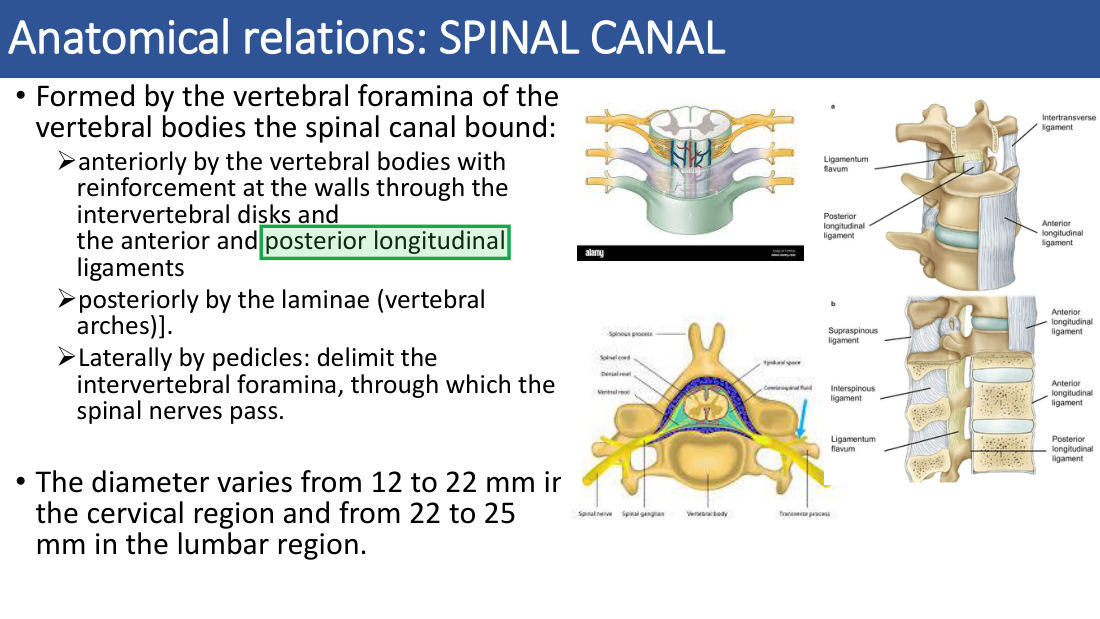 Anatomical relations: SPINAL CANAL
• Formed by the vertebral foramina of the
vertebral bodies the spinal canal bound:
➢anteriorly by the vertebral bodies with
reinforcement at the walls through the
intervertebral disks and
the anterior and posterior longitudinal
ligaments
➢posteriorly by the laminae (vertebral
arches)].
➢Laterally by pedicles: delimit the
intervertebral foramina, through which the
spinal nerves pass.
• The diameter varies from 12 to 22 mm in
the cervical region and from 22 to 25
mm in the lumbar region.
alamy
Spinous process
Spinal cord
Dorsal root
Ventral root
Epidural space
Cerebrospinal fluid
Spinal nerve
Spinal ganglion
Vertebral body
Transverse process
a
Intertransverse
ligament
Ligamentum
flavum
Posterior
longitudinal
ligament
Anterior
longitudinal
ligament
b
Supraspinous
ligament
Anterior
longitudinal
ligament
Interspinous
ligament
Anterior
longitudinal
ligament
Ligamentum
flavum
Posterior
longitudinal
ligament